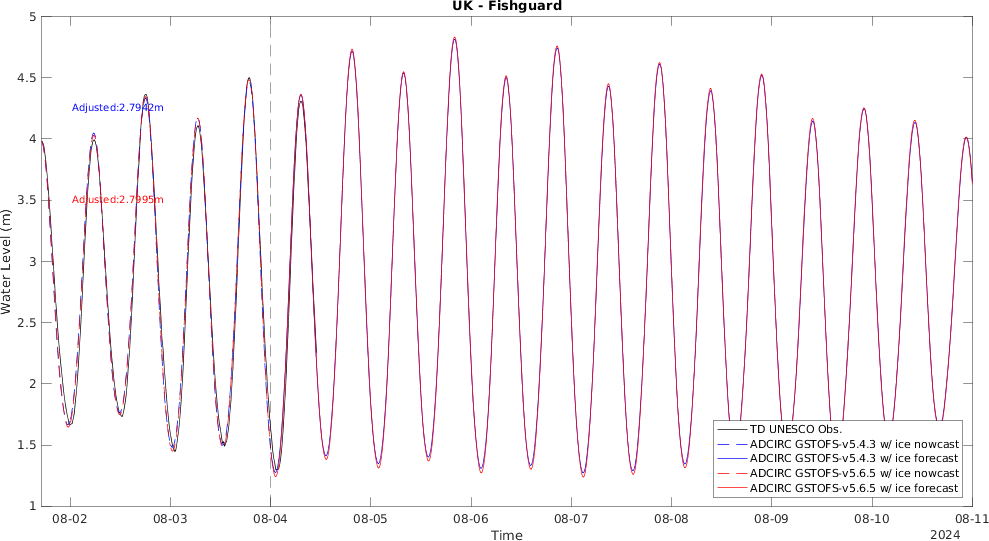 UK - Fishguard
5
4.5
4
3.5
3
2.5
2
1.5
1
Water Level (m)
Adjusted:2.7942m
Adjusted:2.7995m
TD UNESCO Obs.
ADCIRC GSTOFS-v5.4.3 w/ ice nowcast
ADCIRC GSTOFS-v5.4.3 w/ ice forecast
ADCIRC GSTOFS-v5.6.5 w/ ice nowcast
ADCIRC GSTOFS-v5.6.5 w/ ice forecast
08-02 08-03 08-04 08-05 08-06 08-07 08-08 08-09 08-10 08-11
Time
2024